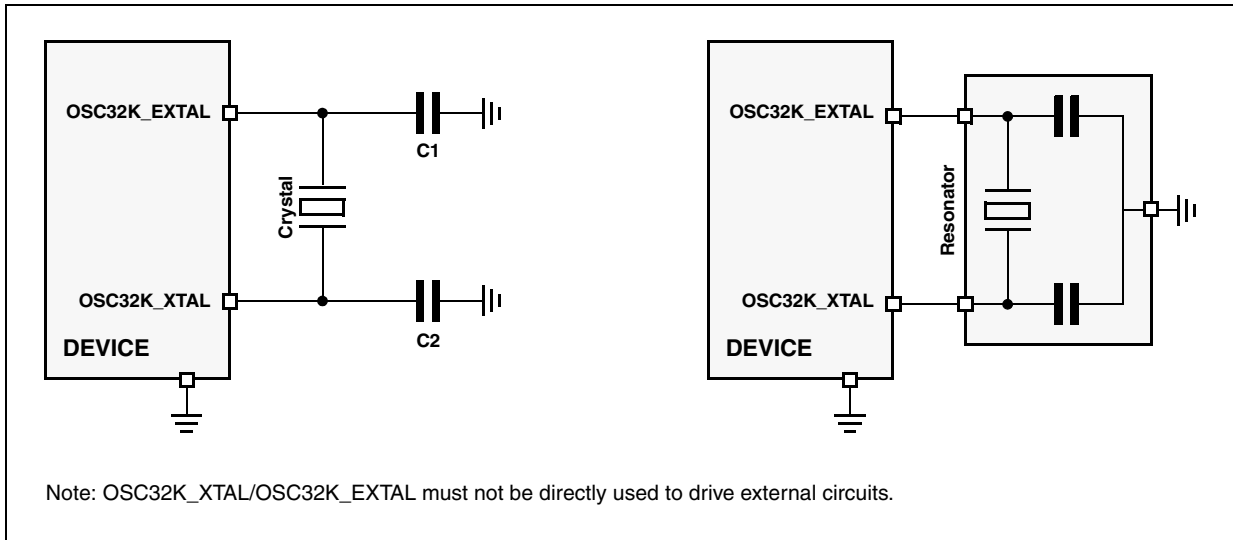 OSC32K_EXTAL
C1
Crystal
OSC32K_XTAL
C2
DEVICE
OSC32K_EXTAL
Resonator
OSC32K_XTAL
DEVICE
Note: OSC32K_XTAL/OSC32K_EXTAL must not be directly used to drive external circuits.